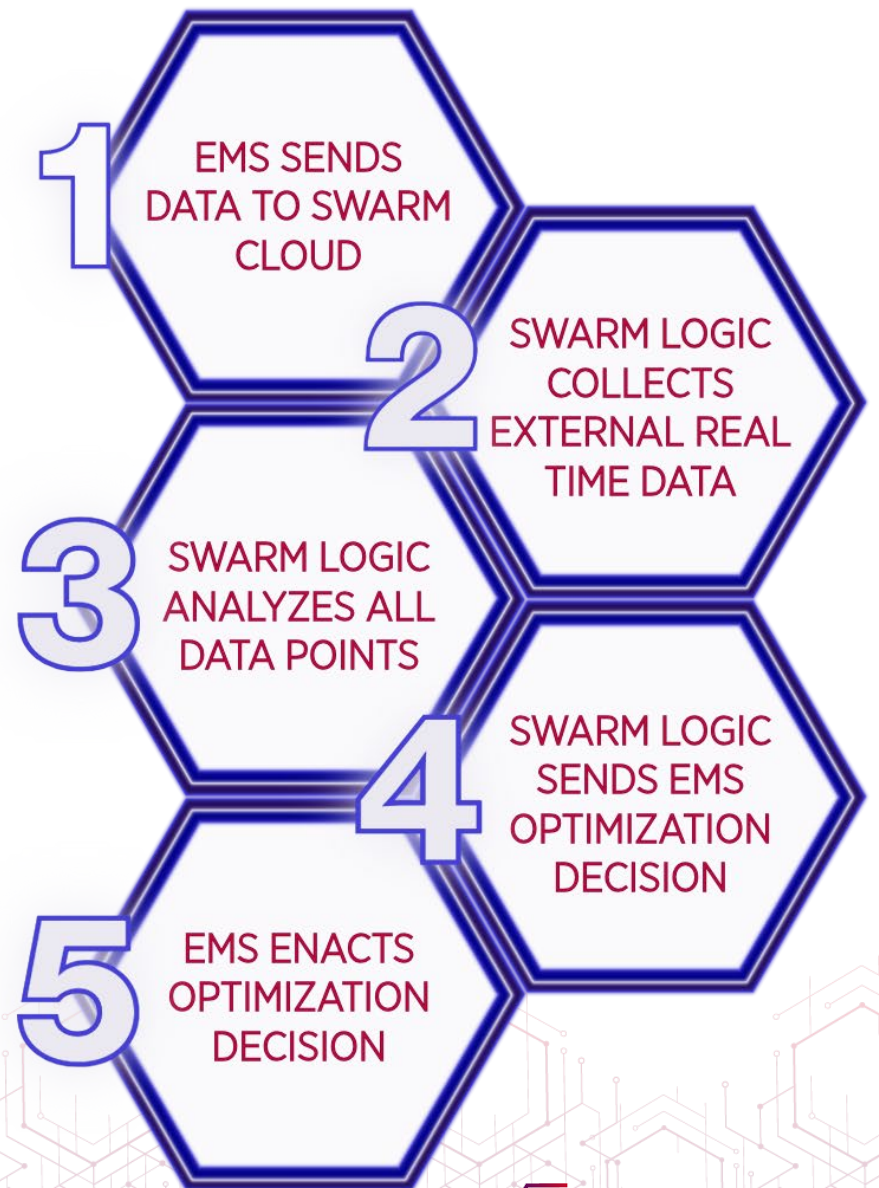 1
EMS SENDS
DATA TO SWARM
CLOUD
2
SWARM LOGIC
COLLECTS
EXTERNAL REAL
TIME DATA
3
SWARM LOGIC
ANALYZES ALL
DATA POINTS
4
SWARM LOGIC
SENDS EMS
OPTIMIZATION
DECISION
5
EMS ENACTS
OPTIMIZATION
DECISION